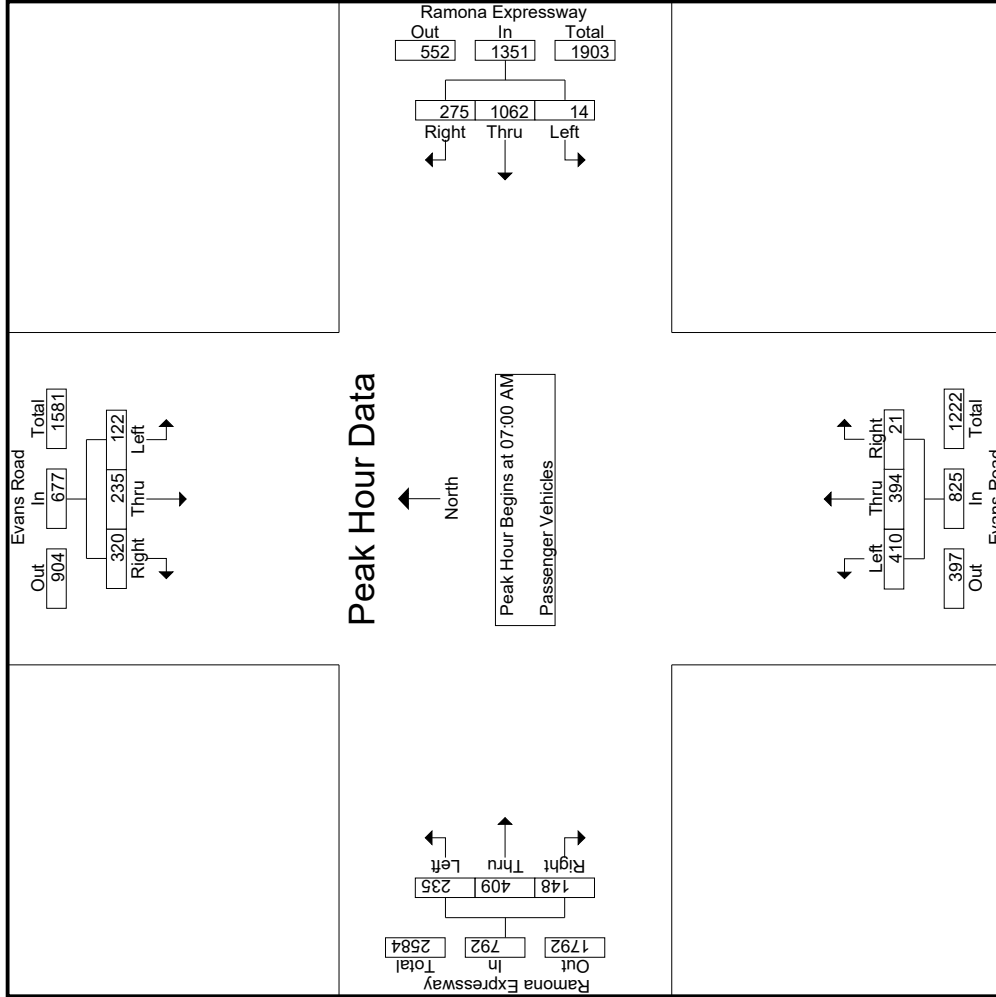 Ramona Expressway
Out In Total
552 1351 1903
275 1062 14
Right Thru Left
Evans Road
Out In Total
904 677 1581
320 235 122
Right Thru Left
Peak Hour Data
North
Peak Hour Begins at 07:00 AM
Passenger Vehicles
Left Thru Right
410 394 21
397 825 1222
Out In Total
Evans Road
Left Thru Right
235 409 148
2584 792 1792
Total In Out
Ramona Expressway